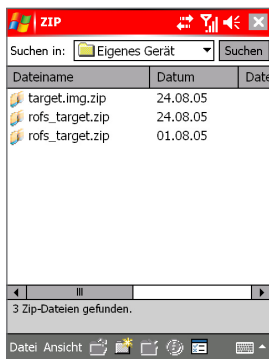 ZIP
Suchen in: Eigenes Gerät Suchen
Dateiname Datum Date
target.img.zip 24.08.05
rofs_target.zip 24.08.05
rofs_target.zip 01.08.05
3 Zip-Dateien gefunden.
Datei Ansicht